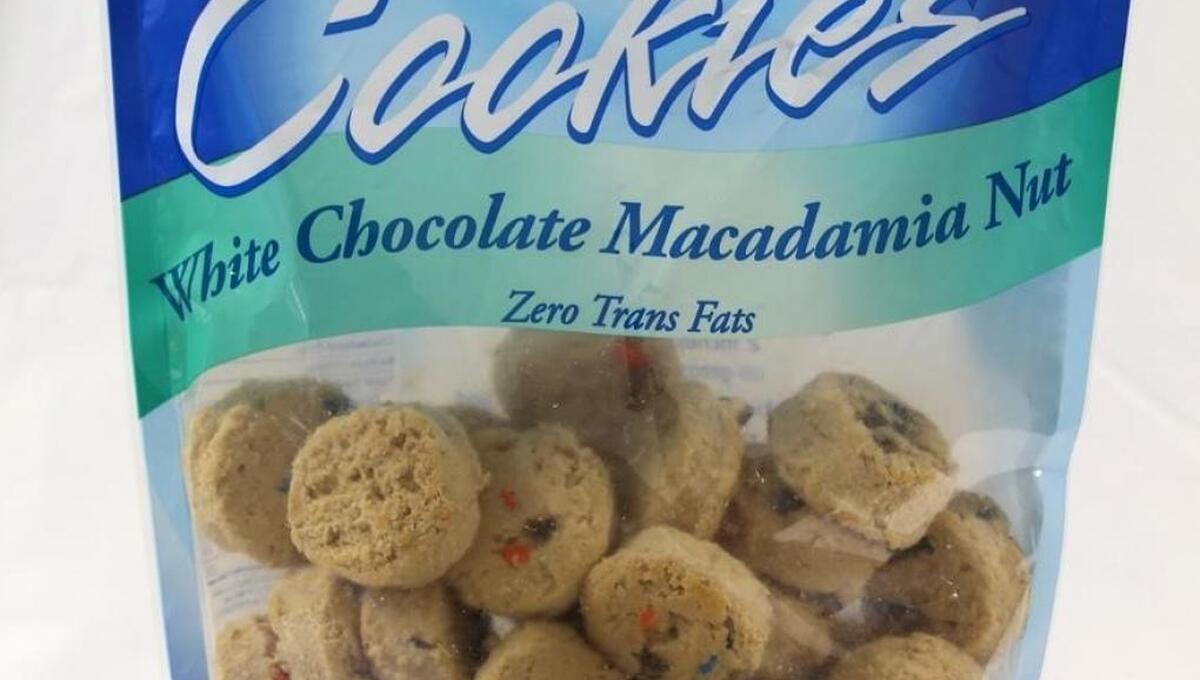 Cookies
White Chocolate Macadamia Nut
Zero Trans Fats